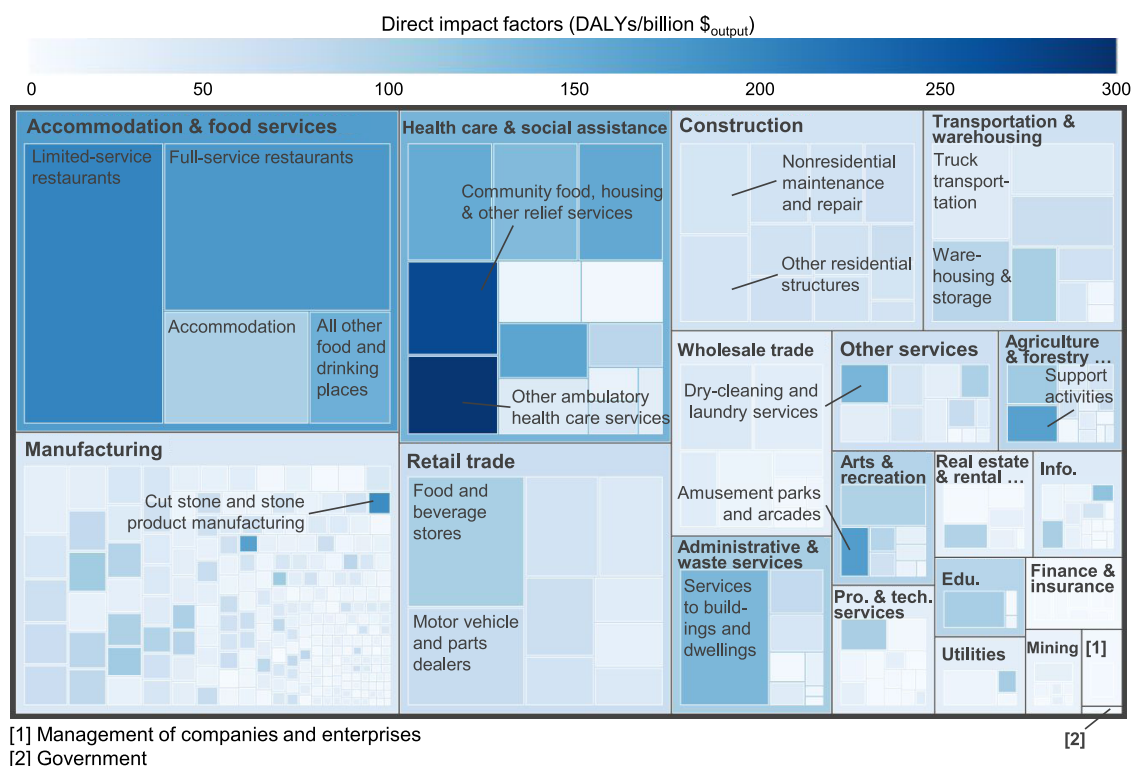 Direct impact factors (DALYs/billion $output)
0 50 100 150 200 250 300
Accommodation & food services
Limited-service
restaurants
Full-service restaurants
Accommodation
All other
food and
drinking
places
Health care & social assistance
Community food, housing
& other relief services
Other ambulatory
health care services
Construction
Nonresidential
maintenance
and repair
Other residential
structures
Transportation &
warehousing
Truck
transport-
tation
Ware-
housing &
storage
Manufacturing
Cut stone and stone
product manufacturing
Retail trade
Food and
beverage
stores
Motor vehicle
and parts
dealers
Wholesale trade
Dry-cleaning and
laundry services
Amusement parks
and arcades
Other services
Agriculture
& forestry ...
Support
activities
Arts &
recreation
Real estate
& rental ...
Info.
Administrative &
waste services
Services
to build-
ings and
dwellings
Pro. & tech.
services
Edu.
Finance &
insurance
Utilities
Mining
[1]
[2]
[1] Management of companies and enterprises
[2] Government